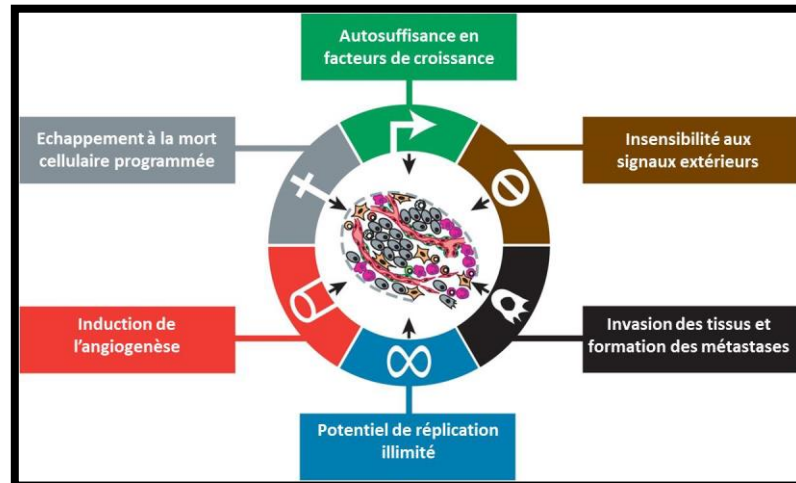 Autosuffisance en
facteurs de croissance
Echappement à la mort
cellulaire programmée
Insensibilité aux
signaux extérieurs
Induction de
l'angiogenèse
Invasion des tissus et
formation des métastases
Potentiel de réplication
illimité